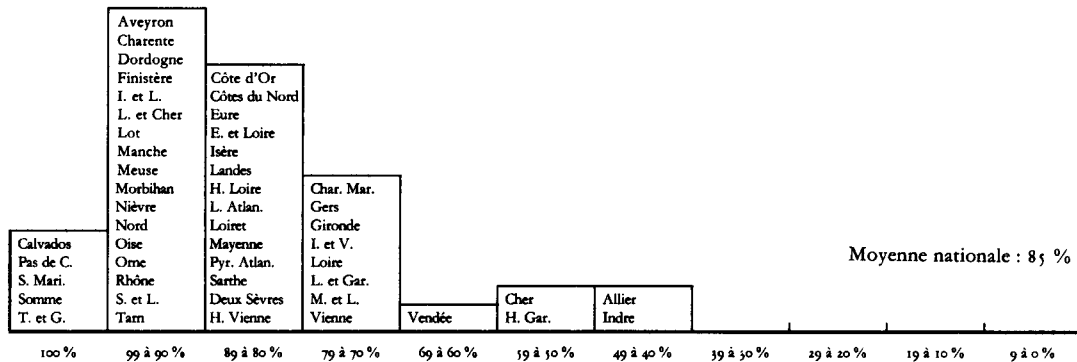 Aveyron
Charente
Dordogne
Finistère
I. et L.
L. et Cher
Lot
Manche
Meuse
Morbihan
Nièvre
Nord
Oise
Orne
Rhône
S. et L.
Tarn
Côte d'Or
Côtes du Nord
Eure
E. et Loire
Isère
Landes
H. Loire
L. Atlan.
Loiret
Mayenne
Pyr. Atlan.
Sarthe
Deux Sèvres
H. Vienne
Char. Mar.
Gers
Gironde
I. et V.
Loire
L. et Gar.
M. et L.
Vienne
Calvados
Pas de C.
S. Mari.
Somme
T. et G.
Vendée
Cher
H. Gar.
Allier
Indre
Moyenne nationale : 85 %
100 % 99 à 90 % 89 à 80 % 79 à 70 % 69 à 60 % 59 à 50 % 49 à 40 % 39 à 30 % 29 à 20 % 19 à 10 % 9 à 0 %